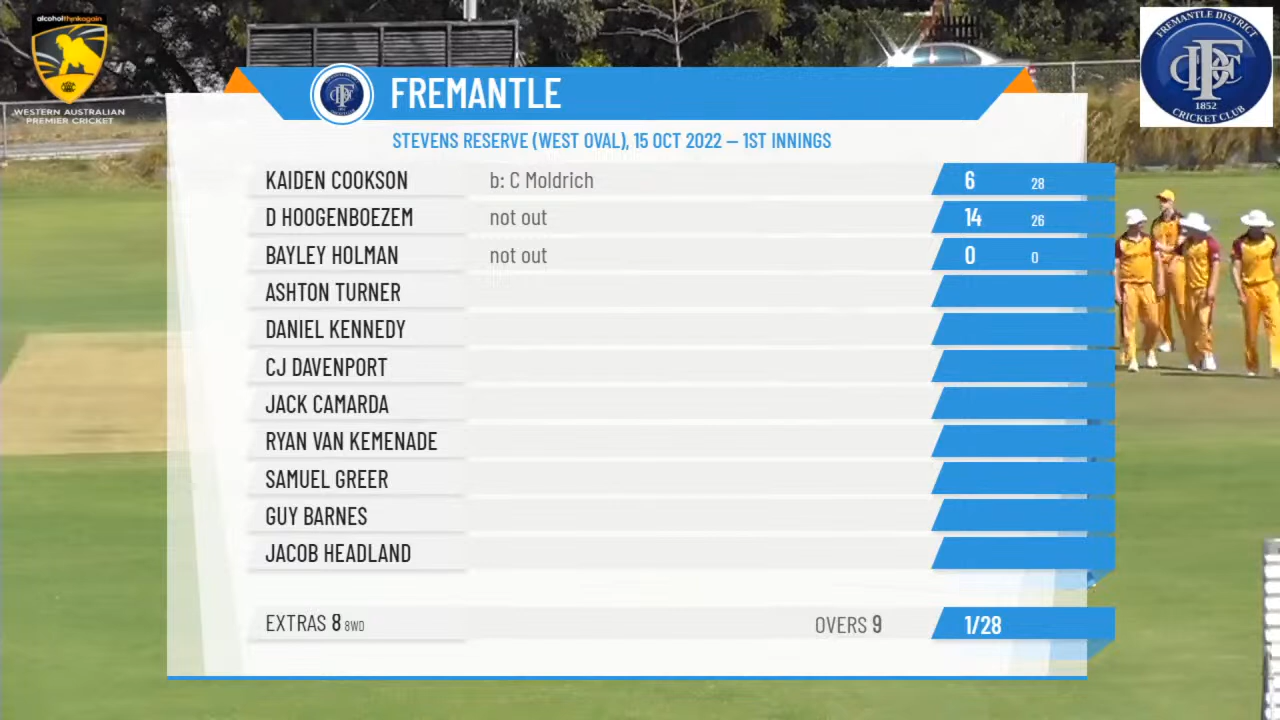 alcoholthinkagain
WESTERN AUSTRALIAN
PREMIER CRICKET
FREMANTLE DISTRICT
1852
CRICKET CLUB
FREMANTLE
STEVENS RESERVE (WEST OVAL), 15 OCT 2022 – 1ST INNINGS
KAIDEN COOKSON b: C Moldrich 6 28
D HOOGENBOEZEM not out 14 26
BAYLEY HOLMAN not out 0 0
ASHTON TURNER
DANIEL KENNEDY
CJ DAVENPORT
JACK CAMARDA
RYAN VAN KEMENADE
SAMUEL GREER
GUY BARNES
JACOB HEADLAND
EXTRAS 8 8WD OVERS 9 1/28